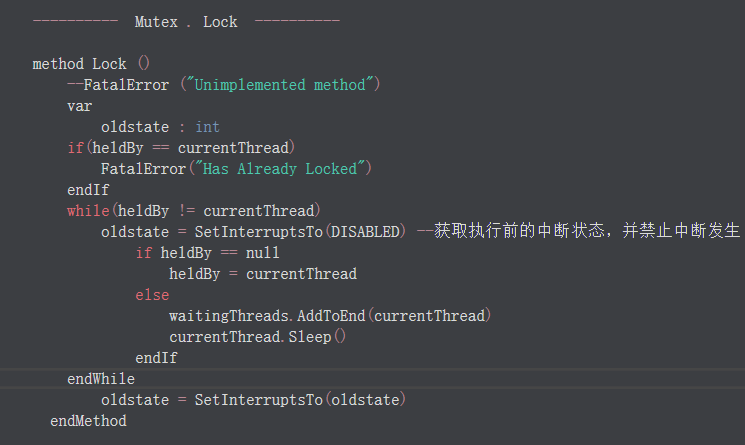 ----------  Mutex . Lock  ----------
method Lock ()
--FatalError ("Unimplemented method")
var
oldstate : int
if(heldBy == currentThread)
FatalError("Has Already Locked")
endIf
while(heldBy != currentThread)
oldstate = SetInterruptsTo(DISABLED) --获取执行前的中断状态，并禁止中断发生
if heldBy == null
heldBy = currentThread
else
waitingThreads.AddToEnd(currentThread)
currentThread.Sleep()
endIf
endWhile
oldstate = SetInterruptsTo(oldstate)
endMethod